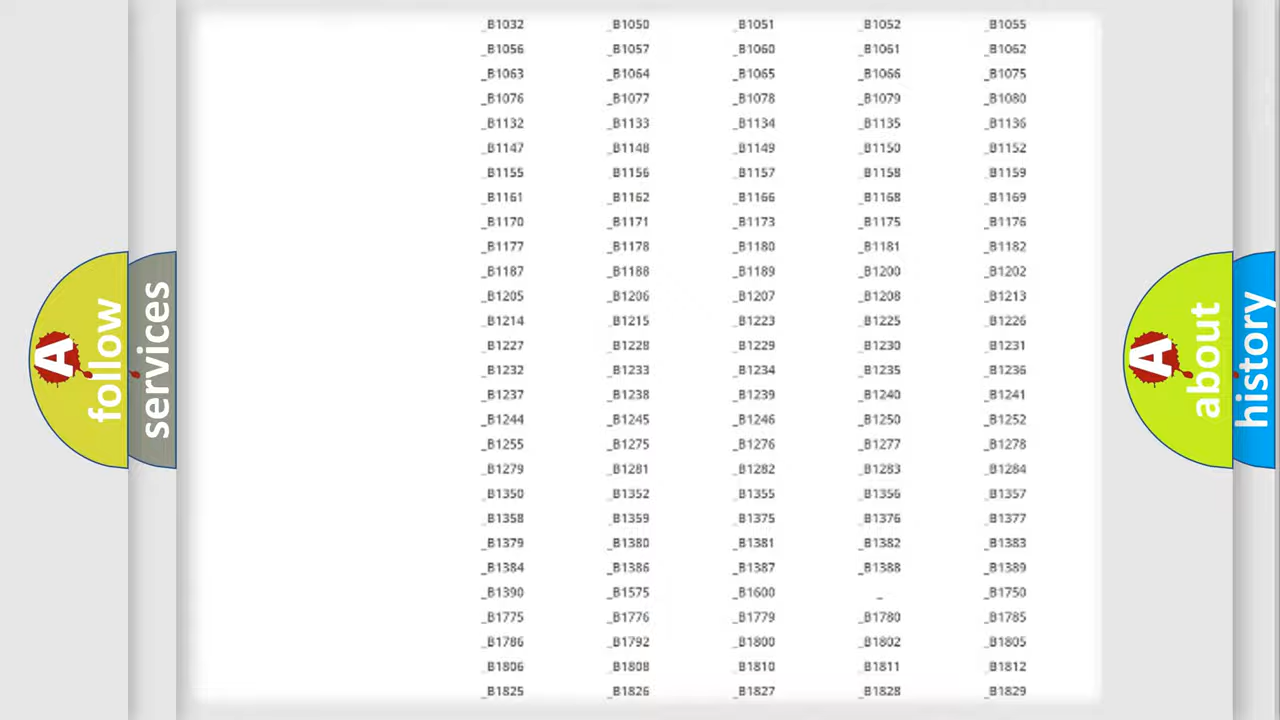 _B1032 _B1050 _B1051 _B1052 _B1055
_B1056 _B1057 _B1060 _B1061 _B1062
_B1063 _B1064 _B1065 _B1066 _B1075
_B1076 _B1077 _B1078 _B1079 _B1080
_B1132 _B1133 _B1134 _B1135 _B1136
_B1147 _B1148 _B1149 _B1150 _B1152
_B1155 _B1156 _B1157 _B1158 _B1159
_B1161 _B1162 _B1166 _B1168 _B1169
_B1170 _B1171 _B1173 _B1175 _B1176
_B1177 _B1178 _B1180 _B1181 _B1182
_B1187 _B1188 _B1189 _B1200 _B1202
_B1205 _B1206 _B1207 _B1208 _B1213
_B1214 _B1215 _B1223 _B1225 _B1226
_B1227 _B1228 _B1229 _B1230 _B1231
_B1232 _B1233 _B1234 _B1235 _B1236
_B1237 _B1238 _B1239 _B1240 _B1241
_B1244 _B1245 _B1246 _B1250 _B1252
_B1255 _B1275 _B1276 _B1277 _B1278
_B1279 _B1281 _B1282 _B1283 _B1284
_B1350 _B1352 _B1355 _B1356 _B1357
_B1358 _B1359 _B1375 _B1376 _B1377
_B1379 _B1380 _B1381 _B1382 _B1383
_B1384 _B1386 _B1387 _B1388 _B1389
_B1390 _B1575 _B1600 _ _B1750
_B1775 _B1776 _B1779 _B1780 _B1785
_B1786 _B1792 _B1800 _B1802 _B1805
_B1806 _B1808 _B1810 _B1811 _B1812
_B1825 _B1826 _B1827 _B1828 _B1829
A
follow
services
A
about
history